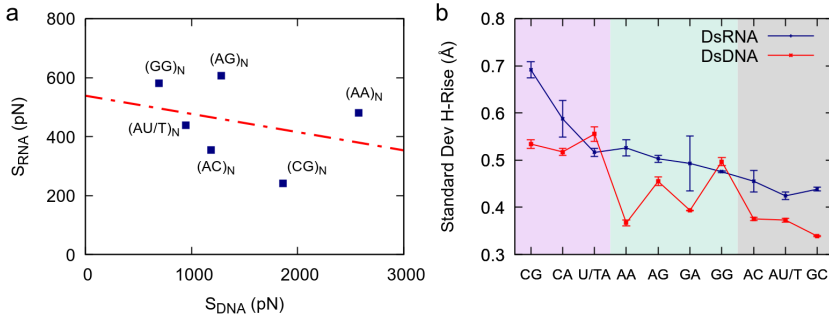 a
S_RNA (pN)
800
600
400
200
0
(GG)_N
(AG)_N
(AA)_N
(AU/T)_N
(AC)_N
(CG)_N
0 1000 2000 3000
S_DNA (pN)
b
Standard Dev H-Rise (Å)
0.8
0.7
0.6
0.5
0.4
0.3
DsRNA
DsDNA
CG CA U/TA AA AG GA GG AC AU/T GC